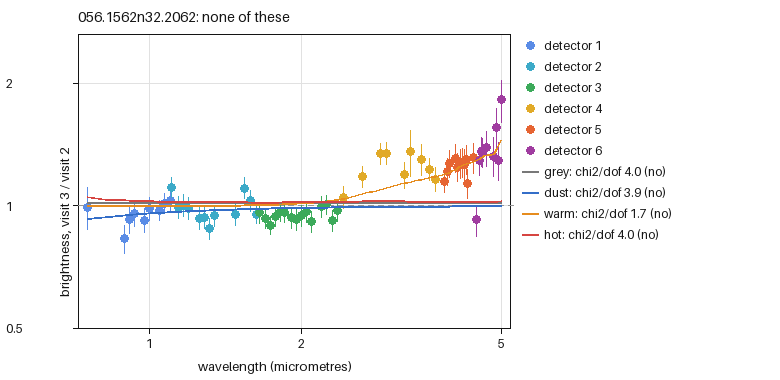 056.1562n32.2062: none of these
brightness, visit 3 / visit 2
2
1
0.5
1
2
5
wavelength (micrometres)
detector 1
detector 2
detector 3
detector 4
detector 5
detector 6
grey: chi2/dof 4.0 (no)
dust: chi2/dof 3.9 (no)
warm: chi2/dof 1.7 (no)
hot: chi2/dof 4.0 (no)